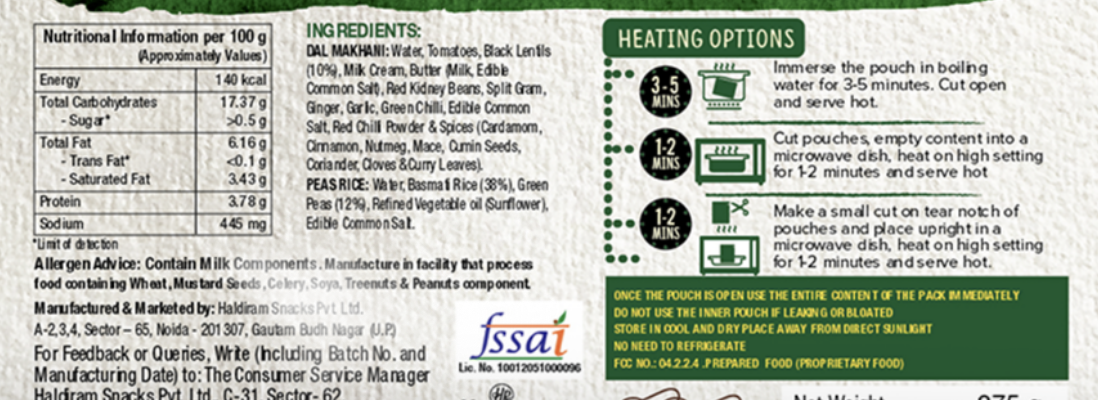 Nutritional Information per 100 g
(Approximately Values)
Energy 140 kcal
Total Carbohydrates 17.37 g
- Sugar* >0.5 g
Total Fat 6.16 g
- Trans Fat* <0.1 g
- Saturated Fat 3.43 g
Protein 3.78 g
Sodium 445 mg
*Limit of detection
INGREDIENTS:
DAL MAKHANI: Water, Tomatoes, Black Lentils
(10%), Milk Cream, Butter (Milk, Edible
Common Salt), Red Kidney Beans, Split Gram,
Ginger, Garlic, Green Chilli, Edible Common
Salt, Red Chilli Powder & Spices (Cardamom,
Cinnamon, Nutmeg, Mace, Cumin Seeds,
Coriander, Cloves & Curry Leaves).
PEAS RICE: Water, Basmati Rice (38%), Green
Peas (12%), Refined Vegetable oil (Sunflower),
Edible Common Salt.
Allergen Advice: Contain Milk Components. Manufacture in facility that process
food containing Wheat, Mustard Seeds, Celery, Soya, Treenuts & Peanuts component.
Manufactured & Marketed by: Haldiram Snacks Pvt. Ltd.
A-2,3,4, Sector – 65, Noida - 201307, Gautam Budh Nagar (U.P.)
For Feedback or Queries, Write (Including Batch No. and
Manufacturing Date) to: The Consumer Service Manager
Haldiram Snacks Pvt. Ltd., C-31, Sector- 62
fssai
Lic. No. 10012051000096
HEATING OPTIONS
3-5
MINS
Immerse the pouch in boiling
water for 3-5 minutes. Cut open
and serve hot.
1-2
MINS
Cut pouches, empty content into a
microwave dish, heat on high setting
for 1-2 minutes and serve hot
1-2
MINS
Make a small cut on tear notch of
pouches and place upright in a
microwave dish, heat on high setting
for 1-2 minutes and serve hot.
ONCE THE POUCH IS OPEN USE THE ENTIRE CONTENT OF THE PACK IMMEDIATELY
DO NOT USE THE INNER POUCH IF LEAKING OR BLOATED
STORE IN COOL AND DRY PLACE AWAY FROM DIRECT SUNLIGHT
NO NEED TO REFRIGERATE
FCC NO.: 04.2.2.4 .PREPARED FOOD (PROPRIETARY FOOD)
Net Weight